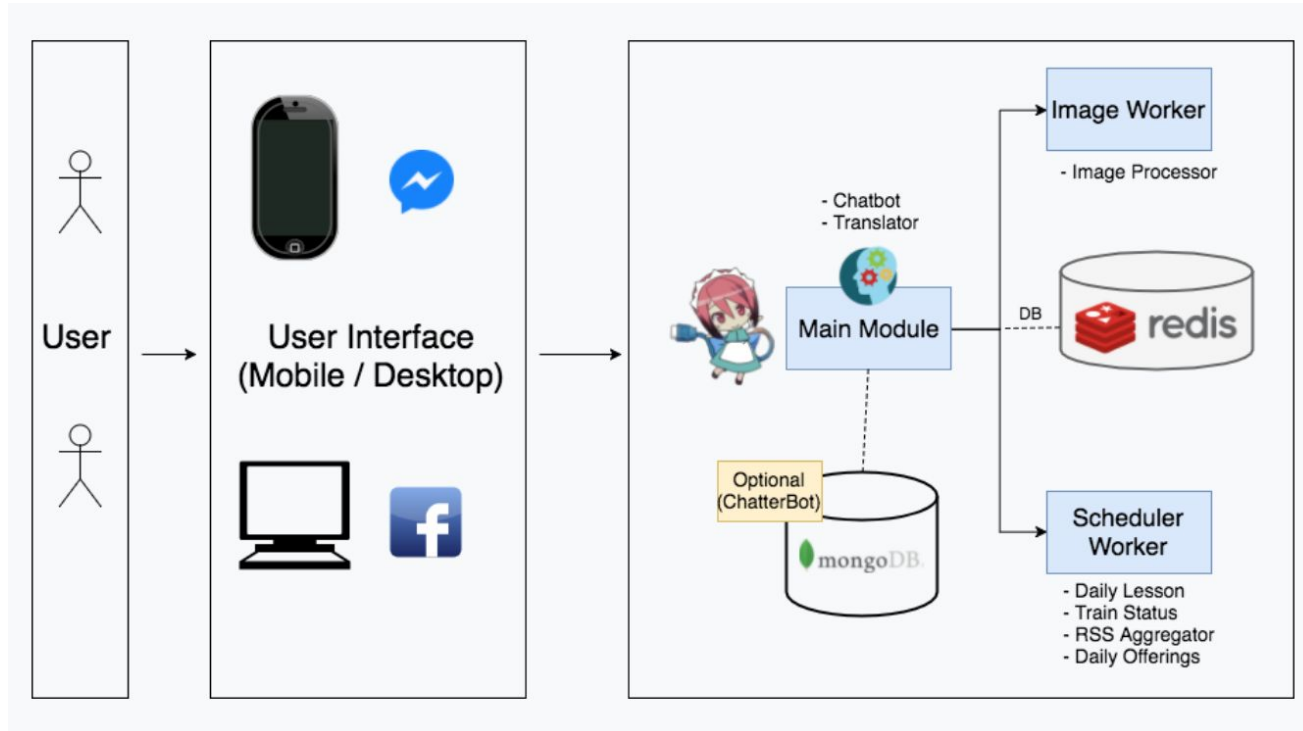 User
User Interface
(Mobile / Desktop)
- Chatbot
- Translator
Main Module
Optional
(ChatterBot)
mongoDB.
Image Worker
- Image Processor
DB
redis
Scheduler
Worker
- Daily Lesson
- Train Status
- RSS Aggregator
- Daily Offerings